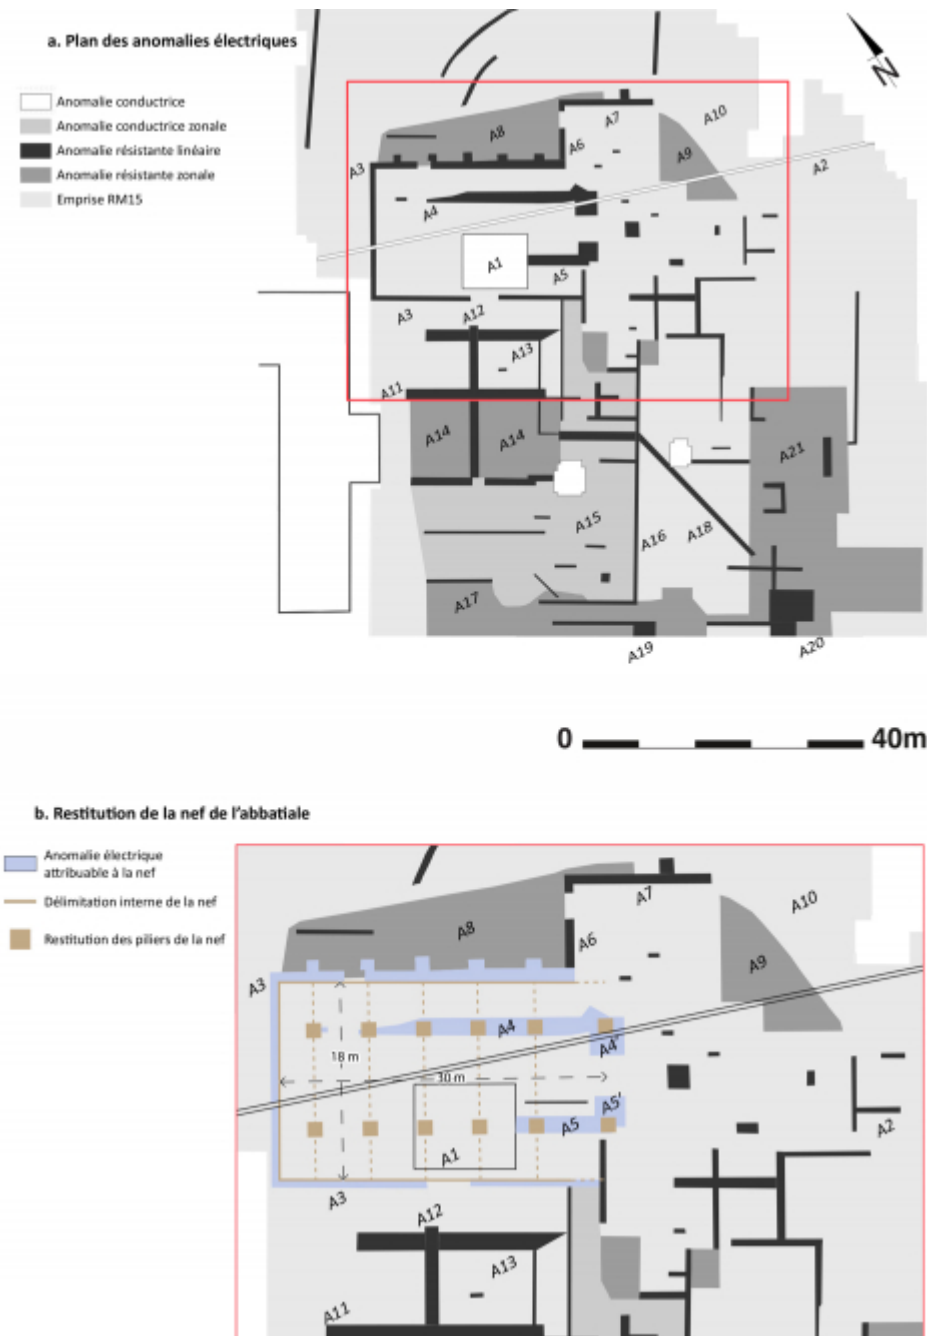 a. Plan des anomalies électriques
N
Anomalie conductrice
Anomalie conductrice zonale
Anomalie résistante linéaire
Anomalie résistante zonale
Emprise RM15
A8
A7
A10
A6
A9
A3
A2
A4
A1
A5
A3
A12
A13
A11
A14
A14
A21
A15
A16
A18
A17
A19
A20
0
40m
b. Restitution de la nef de l'abbatiale
Anomalie électrique
attribuable à la nef
Délimitation interne de la nef
Restitution des piliers de la nef
A7
A10
A8
A6
A9
A3
A4
A4'
18 m
30 m
A5'
A5
A2
A1
A3
A12
A13
A11